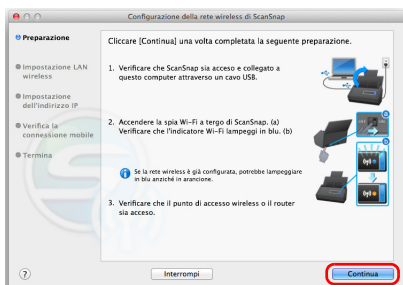 Configurazione della rete wireless di ScanSnap
Preparazione
Impostazione LAN
wireless
Impostazione
dell'indirizzo IP
Verifica la
connessione mobile
Termina
Cliccare [Continua] una volta completata la seguente preparazione.
1. Verificare che ScanSnap sia acceso e collegato a
questo computer attraverso un cavo USB.
2. Accendere la spia Wi-Fi a tergo di ScanSnap. (a)
Verificare che l'indicatore Wi-Fi lampeggi in blu. (b)
Se la rete wireless è già configurata, potrebbe lampeggiare
in blu anziché in arancione.
3. Verificare che il punto di accesso wireless o il router
sia acceso.
a
b
?
Interrompi
Continua